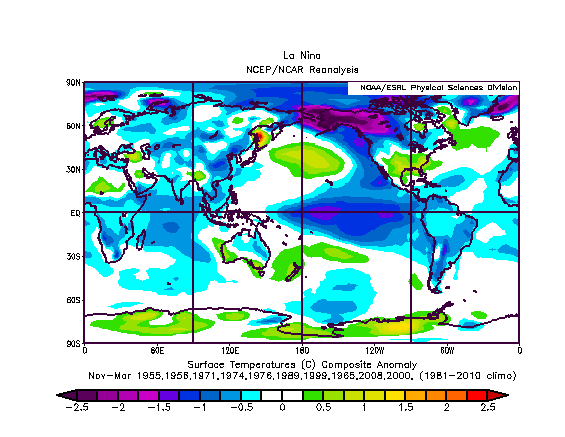 La Nina
NCEP/NCAR Reanalysis
NOAA/ESRL Physical Sciences Division
90N
60N
30N
EQ
30S
60S
90S
0 60E 120E 180 120W 60W 0
Surface Temperatures (C) Composite Anomaly
Nov-Mar 1955,1956,1971,1974,1976,1989,1999,1965,2008,2000, (1981-2010 climo)
-2.5 -2 -1.5 -1 -0.5 0 0.5 1 1.5 2 2.5